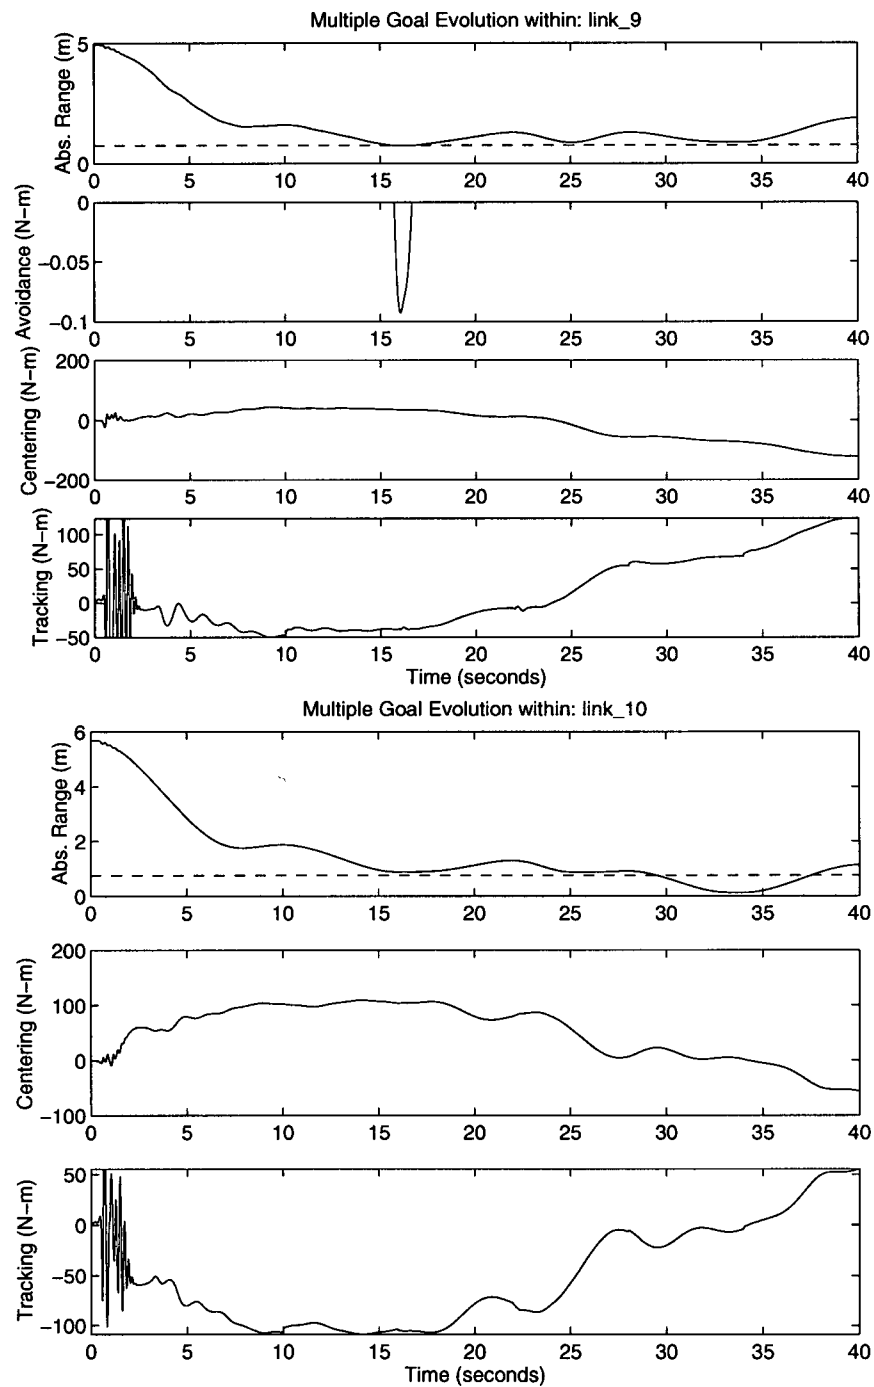 Multiple Goal Evolution within: link_9
Abs. Range (m)
5
0
0 5 10 15 20 25 30 35 40
Avoidance (N-m)
0
-0.05
-0.1
0 5 10 15 20 25 30 35 40
Centering (N-m)
200
0
-200
0 5 10 15 20 25 30 35 40
Tracking (N-m)
100
50
0
-50
0 5 10 15 20 25 30 35 40
Time (seconds)
Multiple Goal Evolution within: link_10
Abs. Range (m)
6
4
2
0
0 5 10 15 20 25 30 35 40
Centering (N-m)
200
100
0
-100
0 5 10 15 20 25 30 35 40
Tracking (N-m)
50
0
-50
-100
0 5 10 15 20 25 30 35 40
Time (seconds)